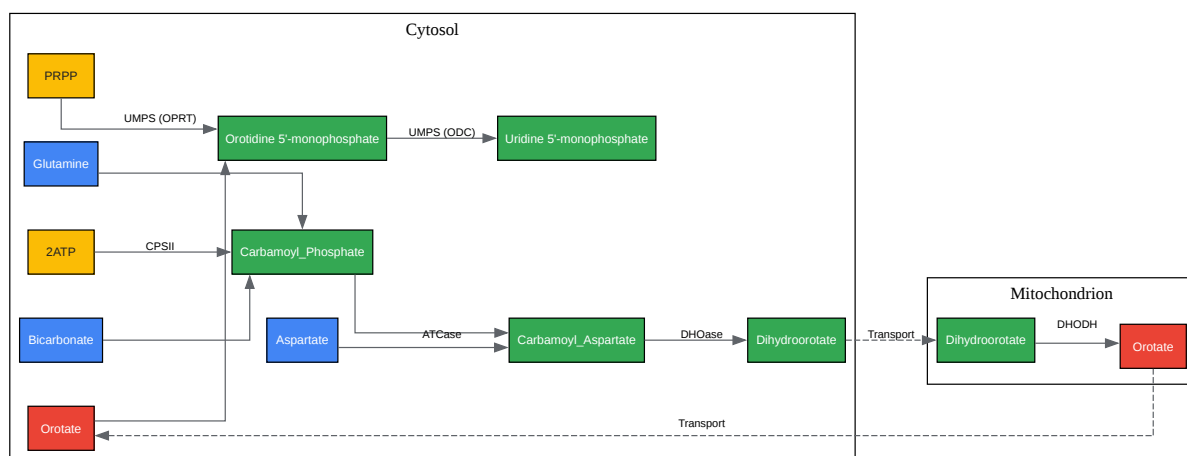 Cytosol
PRPP
UMPS (OPRT)
Orotidine 5'-monophosphate
UMPS (ODC)
Uridine 5'-monophosphate
Glutamine
2ATP
CPSII
Carbamoyl_Phosphate
Bicarbonate
Aspartate
ATCase
Carbamoyl_Aspartate
DHOase
Dihydroorotate
Transport
Mitochondrion
Dihydroorotate
DHODH
Orotate
Orotate
Transport